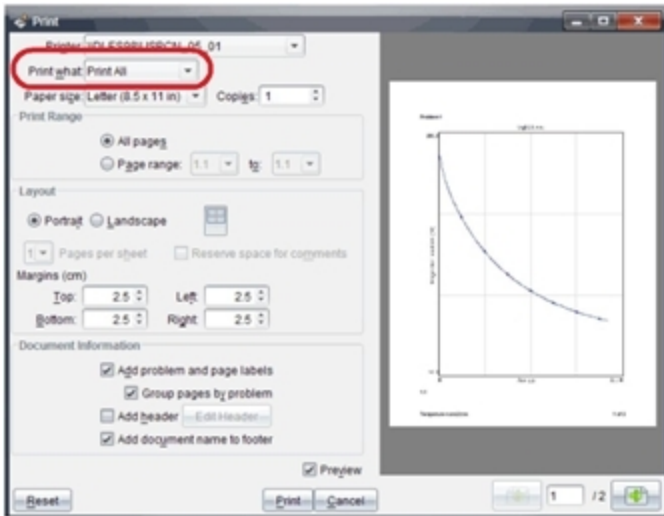 Print
Printer:
Print what: Print All
Paper size: Letter (8.5 x 11 in) Copies: 1
Print Range
All pages
Page range: 1.1 to: 1.1
Layout
Portrait Landscape
1 Pages per sheet Reserve space for comments
Margins (cm)
Top: 2.5 Left: 2.5
Bottom: 2.5 Right: 2.5
Document Information
Add problem and page labels
Group pages by problem
Add header Edit Header
Add document name to footer
Preview
Reset Print Cancel 1 /2